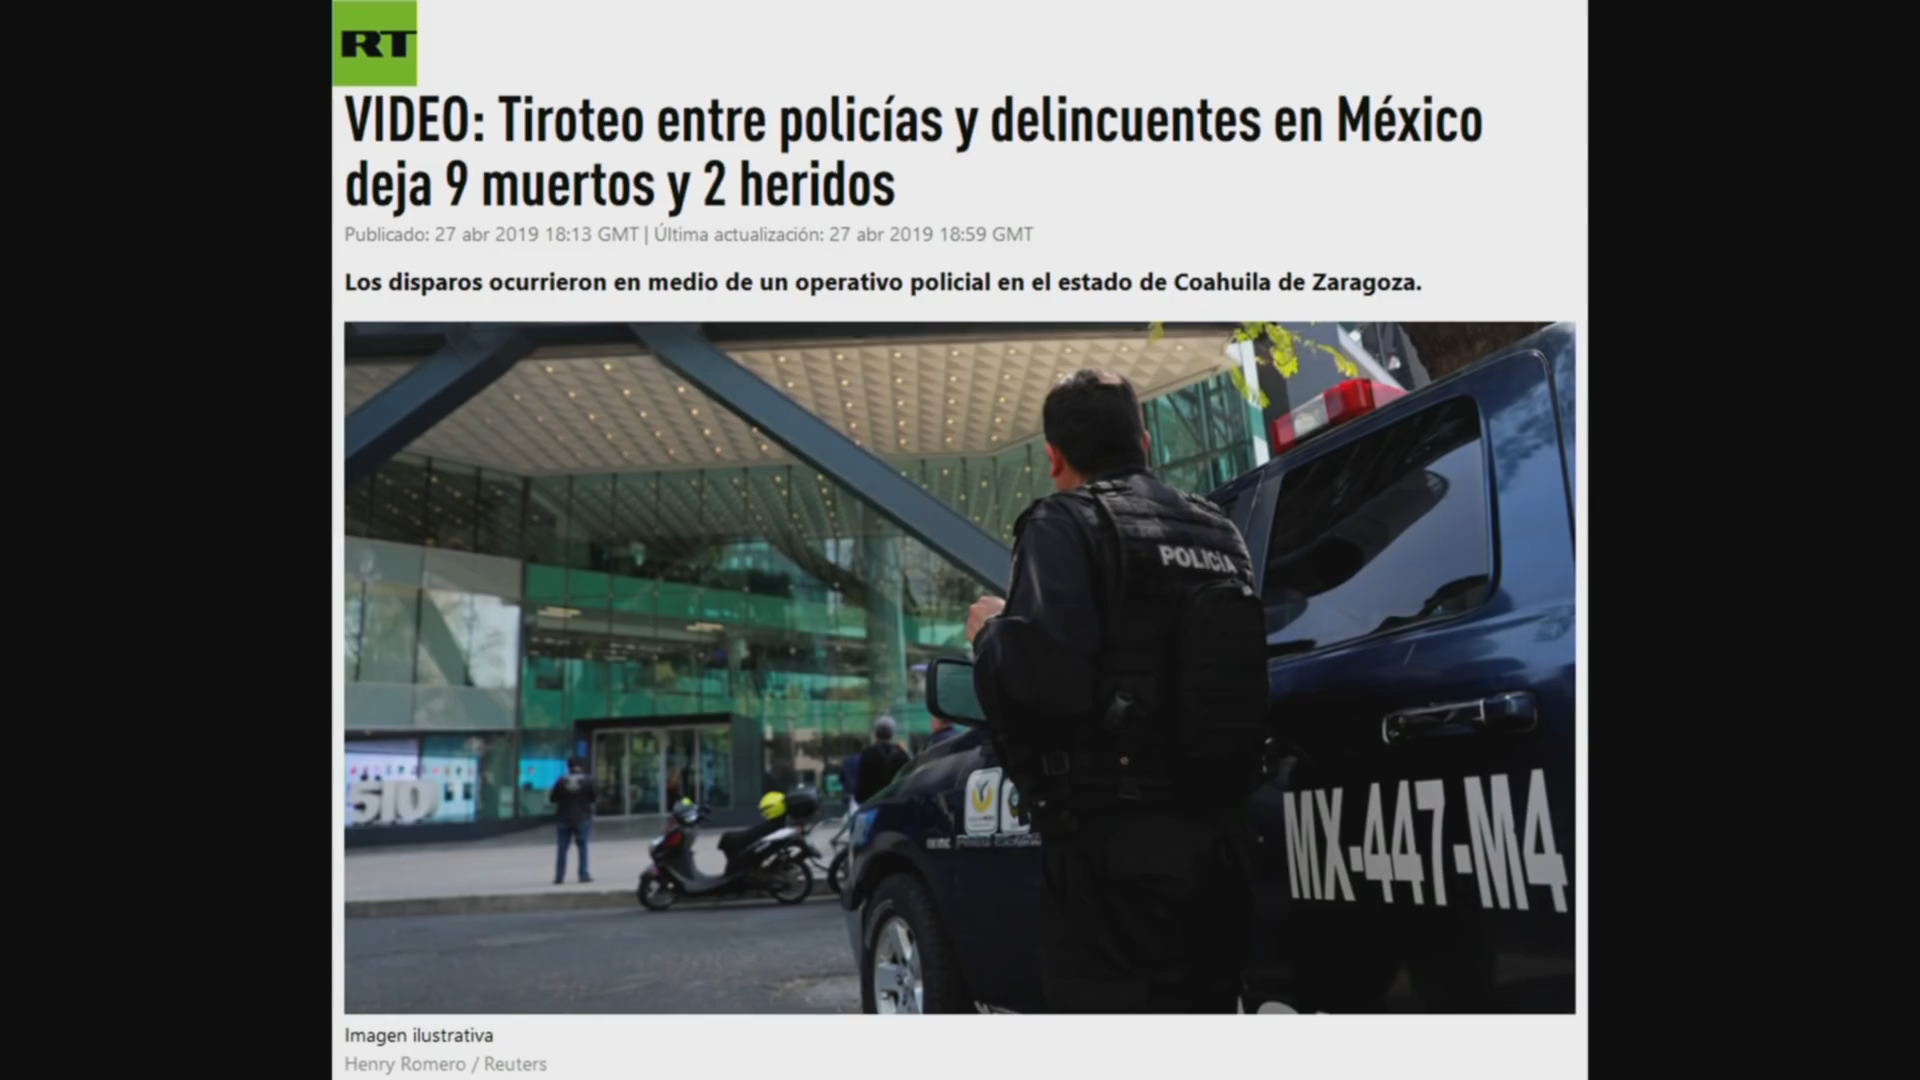 RT
VIDEO: Tiroteo entre policías y delincuentes en México
deja 9 muertos y 2 heridos
Publicado: 27 abr 2019 18:13 GMT | Última actualización: 27 abr 2019 18:59 GMT
Los disparos ocurrieron en medio de un operativo policial en el estado de Coahuila de Zaragoza.
POLICIA
510
MX-447-M4
Imagen ilustrativa
Henry Romero / Reuters